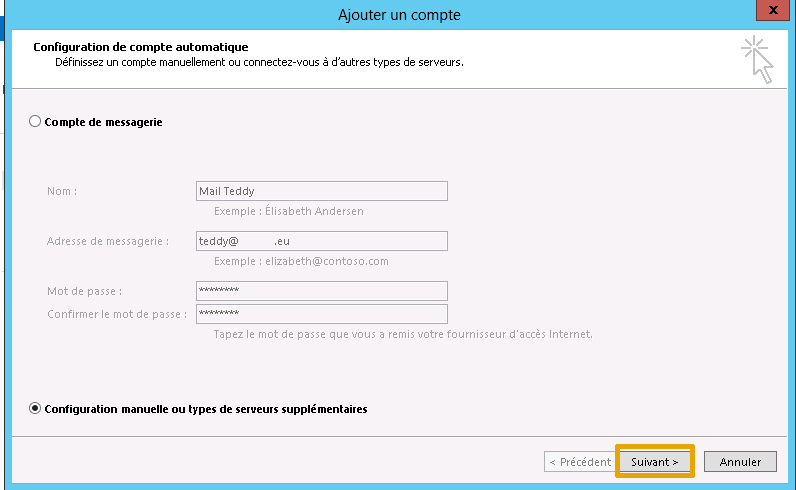 Ajouter un compte
x
Configuration de compte automatique
Définissez un compte manuellement ou connectez-vous à d'autres types de serveurs.
Compte de messagerie
Nom : Mail Teddy
Exemple : Élisabeth Andersen
Adresse de messagerie : teddy@ .eu
Exemple : elizabeth@contoso.com
Mot de passe : ********
Confirmer le mot de passe : ********
Tapez le mot de passe que vous a remis votre fournisseur d'accès Internet.
Configuration manuelle ou types de serveurs supplémentaires
< Précédent Suivant > Annuler